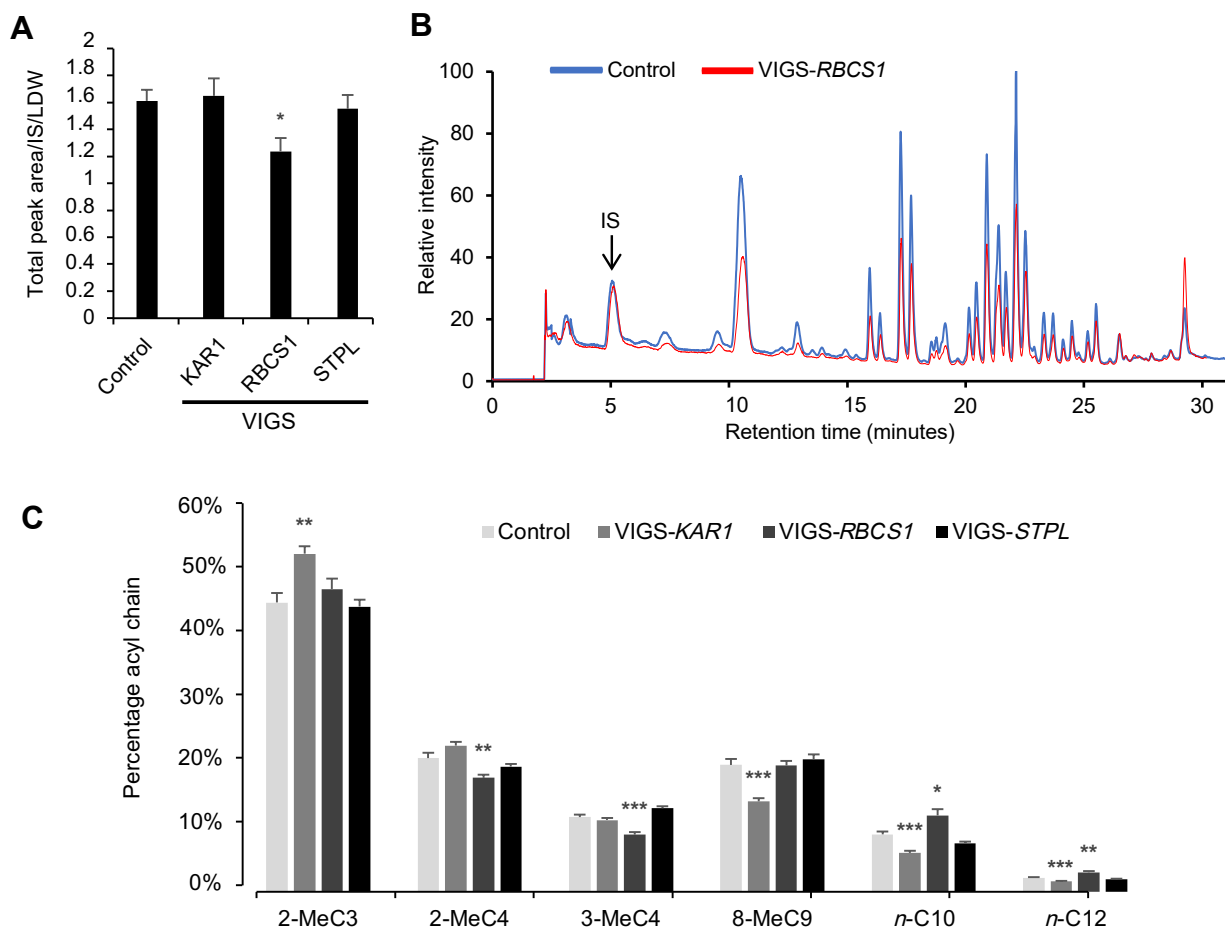 A
Total peak area/IS/LDW
2
1.8
1.6
1.4
1.2
1
0.8
0.6
0.4
0.2
0
*
Control
KAR1
RBCS1
STPL
VIGS
B
Control
VIGS-RBCS1
Relative intensity
100
80
60
40
20
0
IS
0
5
10
15
20
25
30
Retention time (minutes)
C
Control
VIGS-KAR1
VIGS-RBCS1
VIGS-STPL
Percentage acyl chain
60%
50%
40%
30%
20%
10%
0%
**
**
***
***
***
*
***
**
2-MeC3
2-MeC4
3-MeC4
8-MeC9
n-C10
n-C12